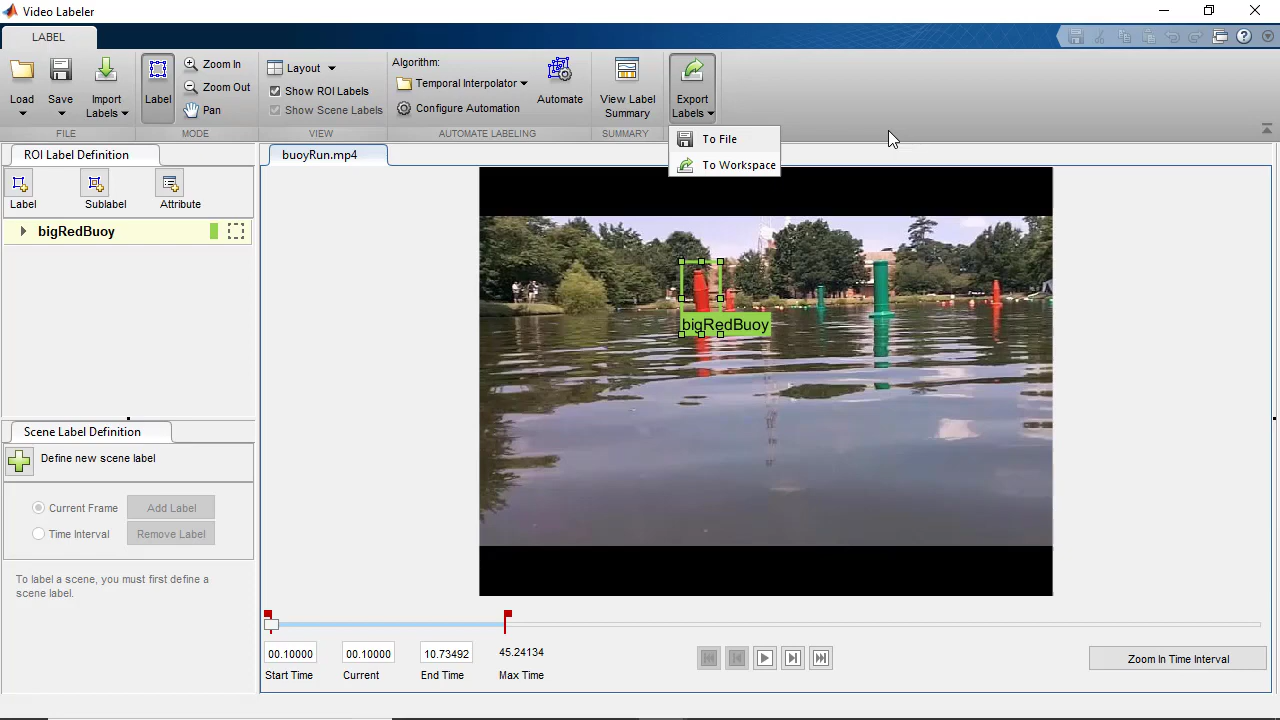 Video Labeler
LABEL
Load
Save
Import
Labels
FILE
Label
Zoom In
Zoom Out
Pan
MODE
Layout
Show ROI Labels
Show Scene Labels
VIEW
Algorithm:
Temporal Interpolator
Configure Automation
Automate
AUTOMATE LABELING
View Label
Summary
SUMMARY
Export
Labels
To File
To Workspace
ROI Label Definition
Label
Sublabel
Attribute
bigRedBuoy
buoyRun.mp4
bigRedBuoy
Scene Label Definition
Define new scene label
Current Frame
Add Label
Time Interval
Remove Label
To label a scene, you must first define a
scene label.
00.10000
00.10000
10.73492
45.24134
Start Time
Current
End Time
Max Time
Zoom In Time Interval